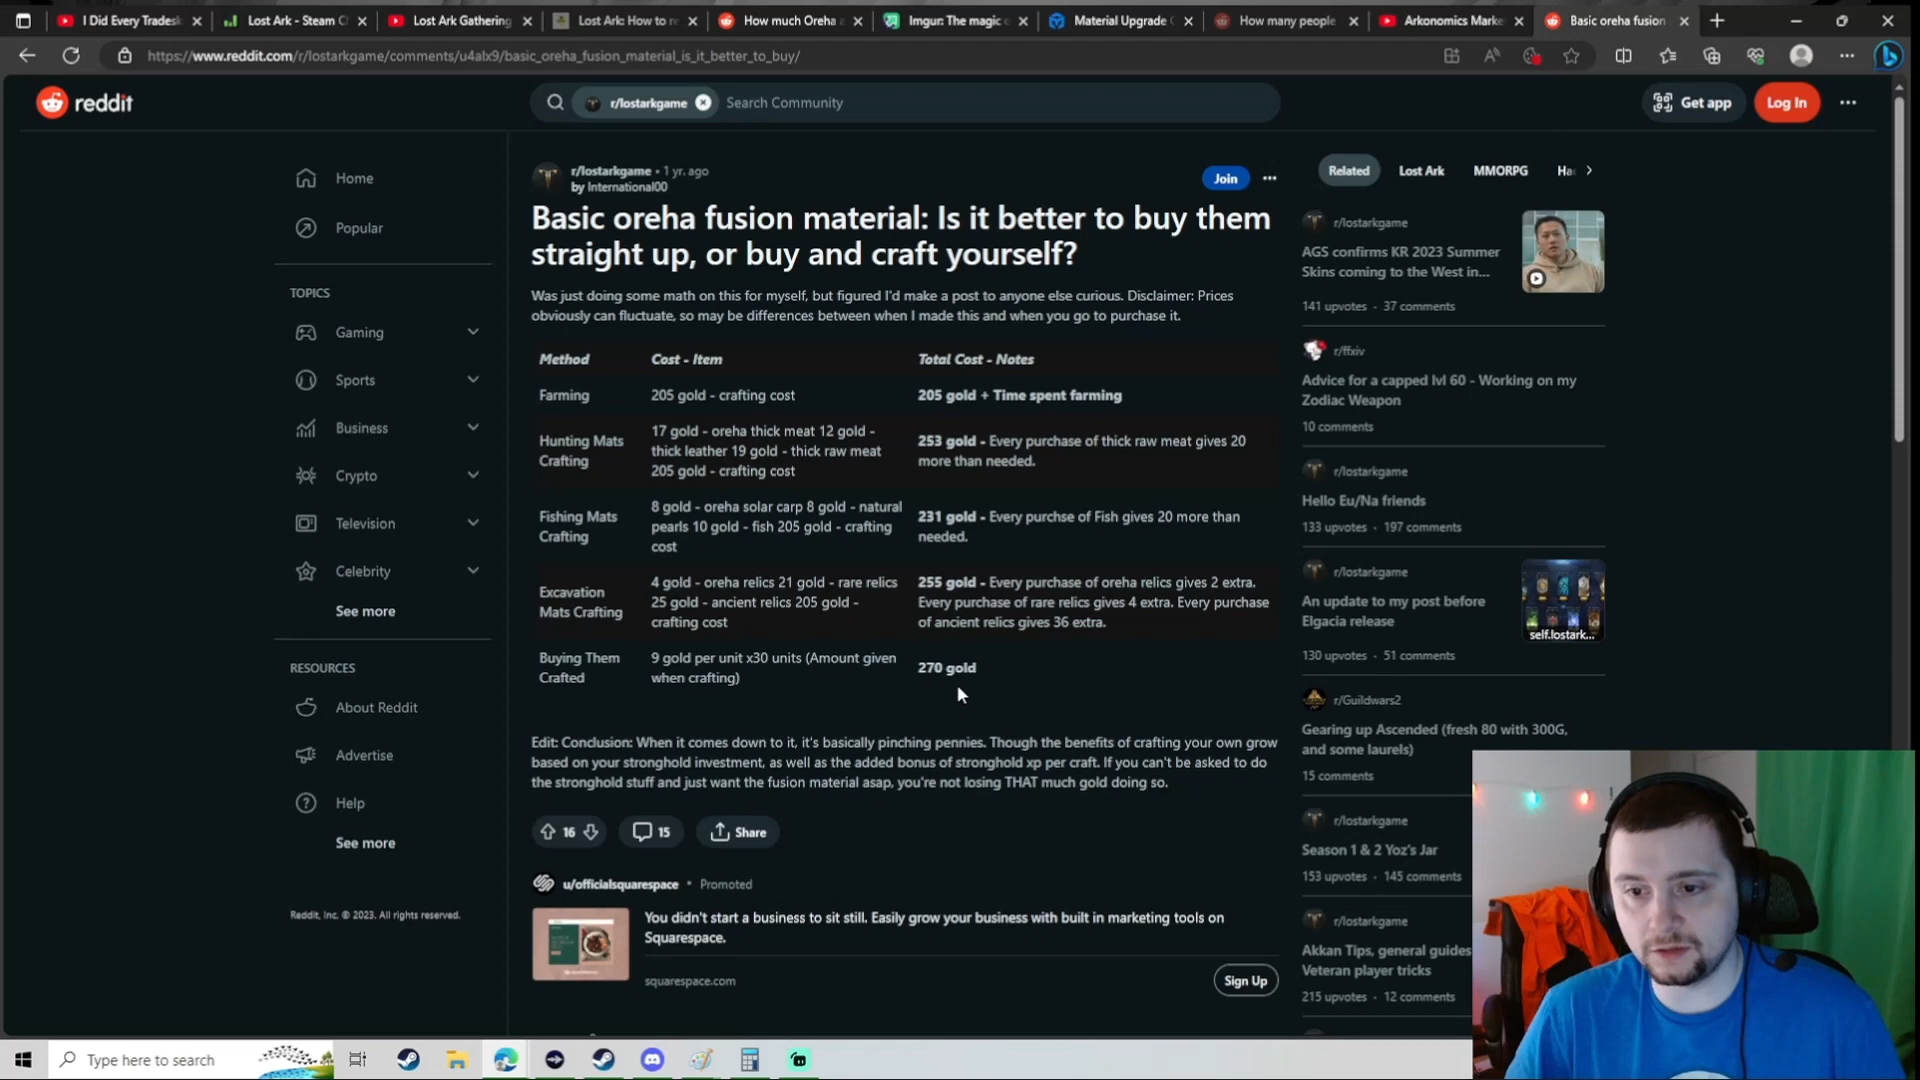 I Did Every Tradesk
Lost Ark - Steam C
Lost Ark Gathering
Lost Ark: How to re
How much Oreha a
Imgur: The magic o
Material Upgrade C
How many people
Arkonomics Marke
Basic oreha fusion
https://www.reddit.com/r/lostarkgame/comments/u4alx9/basic_oreha_fusion_material_is_it_better_to_buy/
reddit
r/lostarkgame
Search Community
Get app
Log In
Home
Popular
TOPICS
Gaming
Sports
Business
Crypto
Television
Celebrity
See more
RESOURCES
About Reddit
Advertise
Help
See more
Reddit, Inc. © 2023. All rights reserved.
r/lostarkgame • 1 yr. ago
by International00
Join
Basic oreha fusion material: Is it better to buy them
straight up, or buy and craft yourself?
Was just doing some math on this for myself, but figured I'd make a post to anyone else curious. Disclaimer: Prices
obviously can fluctuate, so may be differences between when I made this and when you go to purchase it.
Method Cost - Item Total Cost - Notes
Farming 205 gold - crafting cost 205 gold + Time spent farming
Hunting Mats
Crafting
17 gold - oreha thick meat 12 gold -
thick leather 19 gold - thick raw meat
205 gold - crafting cost
253 gold - Every purchase of thick raw meat gives 20
more than needed.
Fishing Mats
Crafting
8 gold - oreha solar carp 8 gold - natural
pearls 10 gold - fish 205 gold - crafting
cost
231 gold - Every purchse of Fish gives 20 more than
needed.
Excavation
Mats Crafting
4 gold - oreha relics 21 gold - rare relics
25 gold - ancient relics 205 gold -
crafting cost
255 gold - Every purchase of oreha relics gives 2 extra.
Every purchase of rare relics gives 4 extra. Every purchase
of ancient relics gives 36 extra.
Buying Them
Crafted
9 gold per unit x30 units (Amount given
when crafting)
270 gold
Edit: Conclusion: When it comes down to it, it's basically pinching pennies. Though the benefits of crafting your own grow
based on your stronghold investment, as well as the added bonus of stronghold xp per craft. If you can't be asked to do
the stronghold stuff and just want the fusion material asap, you're not losing THAT much gold doing so.
16
15
Share
u/officialsquarespace • Promoted
You didn't start a business to sit still. Easily grow your business with built in marketing tools on
Squarespace.
squarespace.com
Sign Up
Related
Lost Ark
MMORPG
Ha
r/lostarkgame
AGS confirms KR 2023 Summer
Skins coming to the West in...
141 upvotes • 37 comments
r/ffxiv
Advice for a capped lvl 60 - Working on my
Zodiac Weapon
10 comments
r/lostarkgame
Hello Eu/Na friends
133 upvotes • 197 comments
r/lostarkgame
An update to my post before
Elgacia release
self.lostark...
130 upvotes • 51 comments
r/Guildwars2
Gearing up Ascended (fresh 80 with 300G,
and some laurels)
15 comments
r/lostarkgame
Season 1 & 2 Yoz's Jar
153 upvotes • 145 comments
r/lostarkgame
Akkan Tips, general guides
Veteran player tricks
215 upvotes • 12 comments
Type here to search